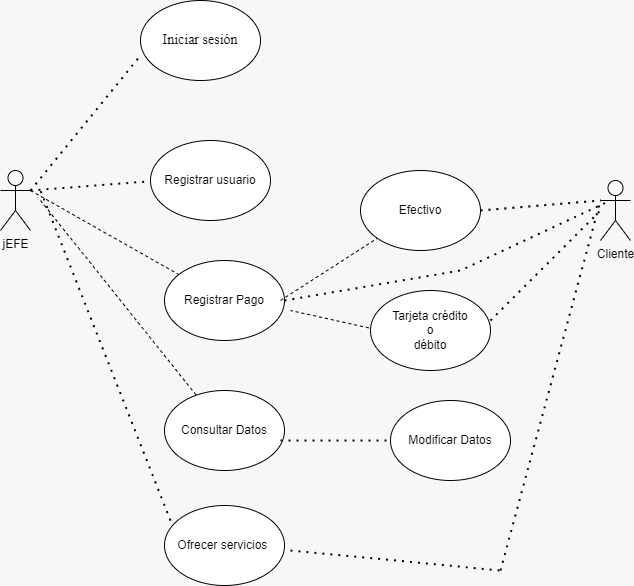 Iniciar sesión
Registrar usuario
jEFE
Efectivo
Cliente
Registrar Pago
Tarjeta crédito
o
débito
Consultar Datos
Modificar Datos
Ofrecer servicios